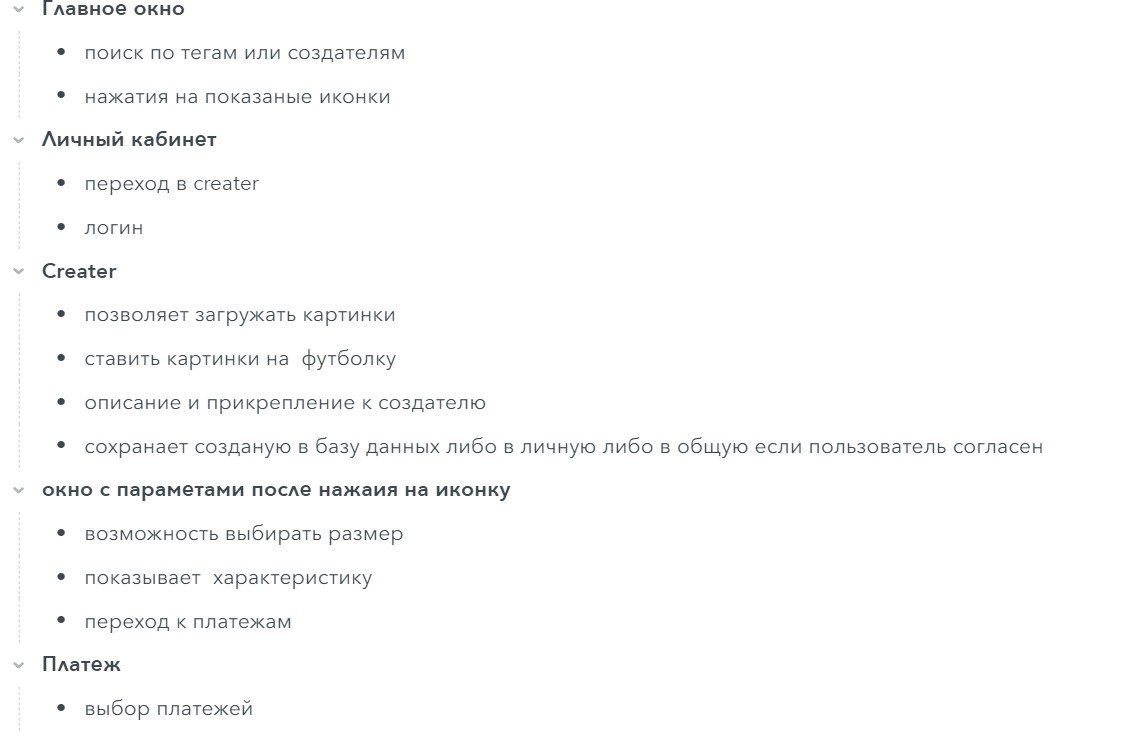 Главное окно
поиск по тегам или создателям
нажатия на показаные иконки
Личный кабинет
переход в creater
логин
Creater
позволяет загружать картинки
ставить картинки на футболку
описание и прикрепление к создателю
сохранает созданую в базу данных либо в личную либо в общую если пользователь согласен
окно с параметами после нажаия на иконку
возможность выбирать размер
показывает характеристику
переход к платежам
Платеж
выбор платежей